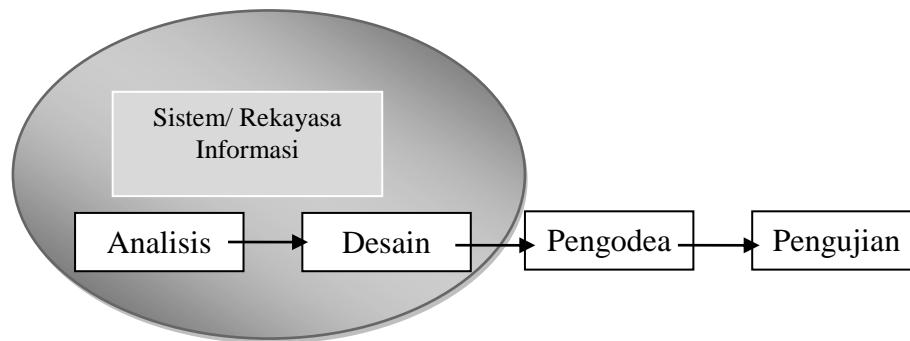 Sistem/ Rekayasa
Informasi
Analisis
Desain
Pengodea
Pengujian